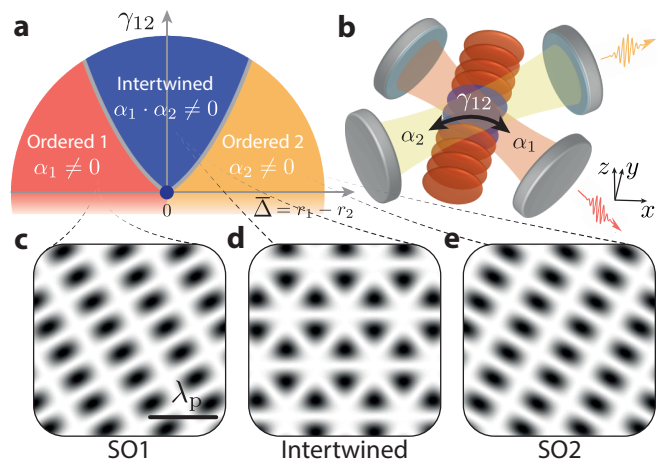 a
γ₁₂
Intertwined
α₁ · α₂ ≠ 0
Ordered 1
α₁ ≠ 0
Ordered 2
α₂ ≠ 0
0
Δ̅ = r₁ − r₂
b
γ₁₂
α₂
α₁
z
y
x
c
d
e
λₚ
SO1
Intertwined
SO2